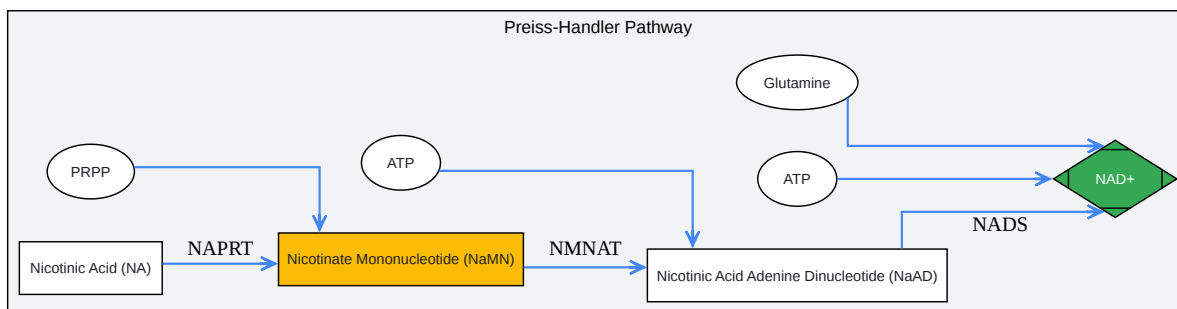 Preiss-Handler Pathway
Glutamine
PRPP
ATP
ATP
NAD+
NAPRT
NMNAT
NADS
Nicotinic Acid (NA)
Nicotinate Mononucleotide (NaMN)
Nicotinic Acid Adenine Dinucleotide (NaAD)